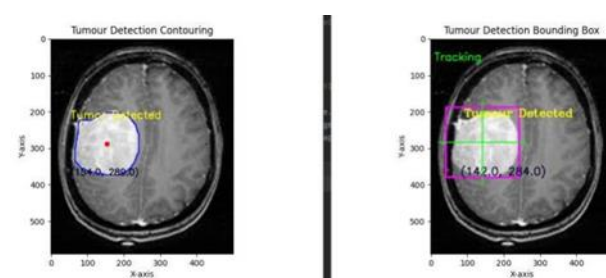 Tumour Detection Contouring
0
100
200
300
400
500
Y-axis
Tumor Detected
(154.0, 289.0)
0
100
200
300
400
X-axis
Tumour Detection Bounding Box
0
100
200
300
400
500
Y-axis
Tracking
Tumour Detected
(142.0, 284.0)
0
100
200
300
400
X-axis